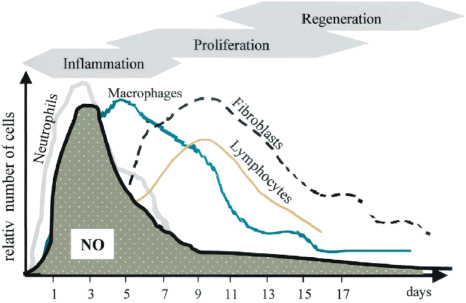 Regeneration
Proliferation
Inflammation
relative number of cells
Neutrophils
Macrophages
Fibroblasts
Lymphocytes
NO
1 3 5 7 9 11 13 15 17 days